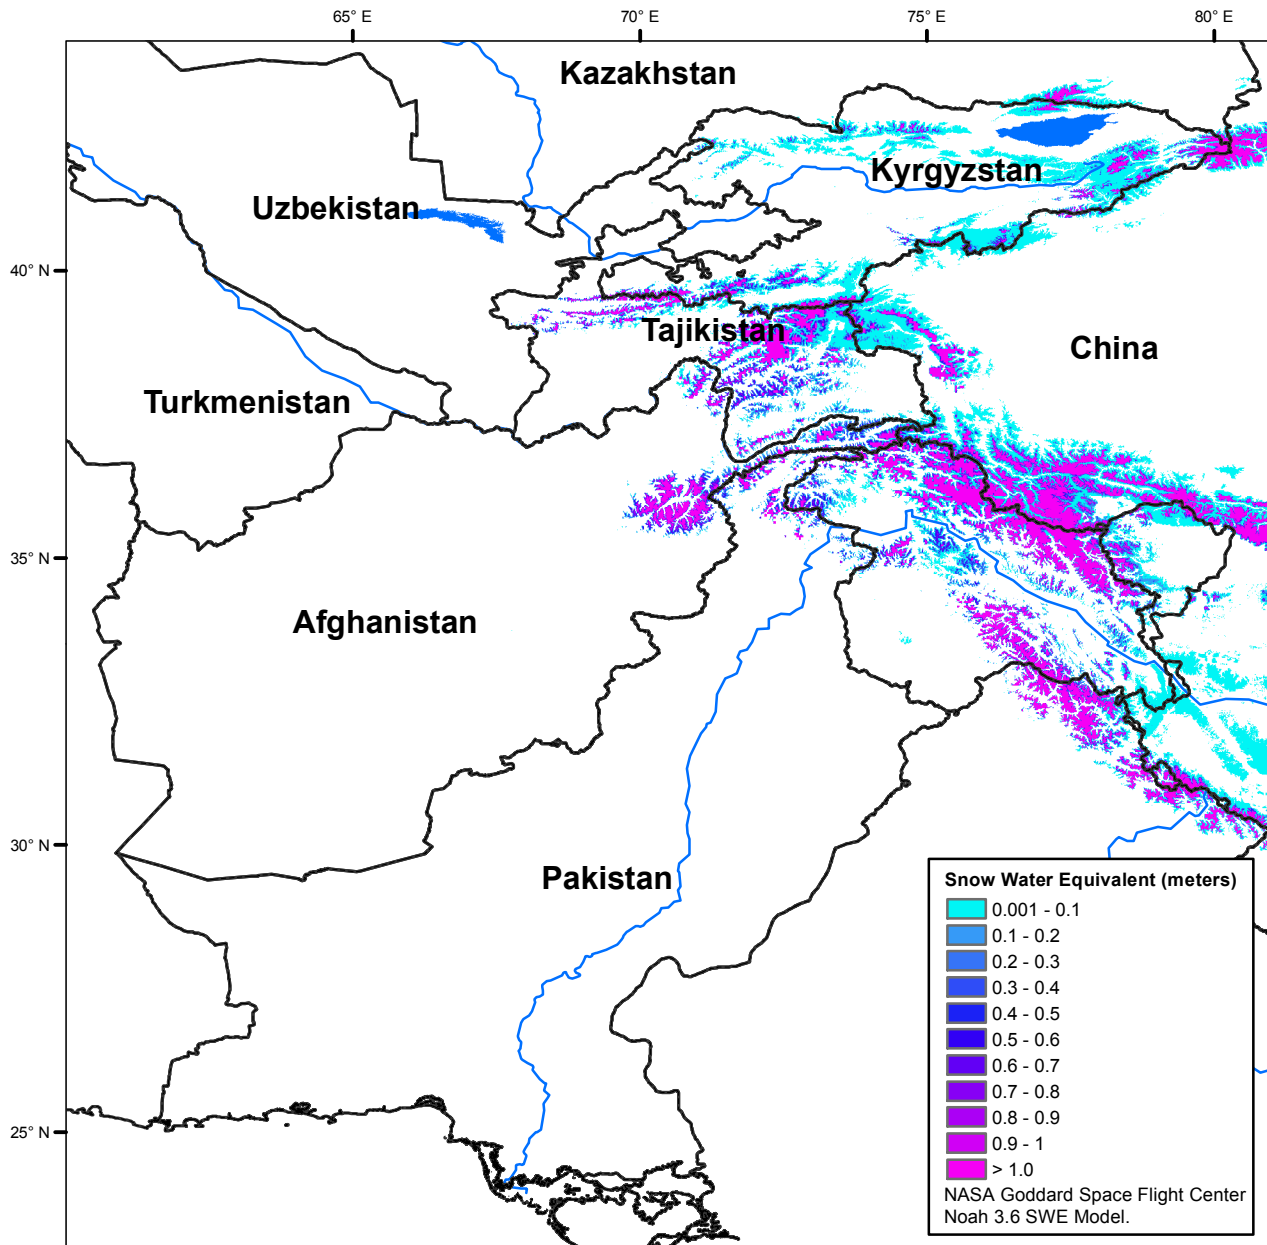 65° E
70° E
75° E
80° E
Kazakhstan
Kyrgyzstan
Uzbekistan
40° N
Tajikistan
China
Turkmenistan
35° N
Afghanistan
30° N
Pakistan
25° N
Snow Water Equivalent (meters)
0.001 - 0.1
0.1 - 0.2
0.2 - 0.3
0.3 - 0.4
0.4 - 0.5
0.5 - 0.6
0.6 - 0.7
0.7 - 0.8
0.8 - 0.9
0.9 - 1
> 1.0
NASA Goddard Space Flight Center
Noah 3.6 SWE Model.